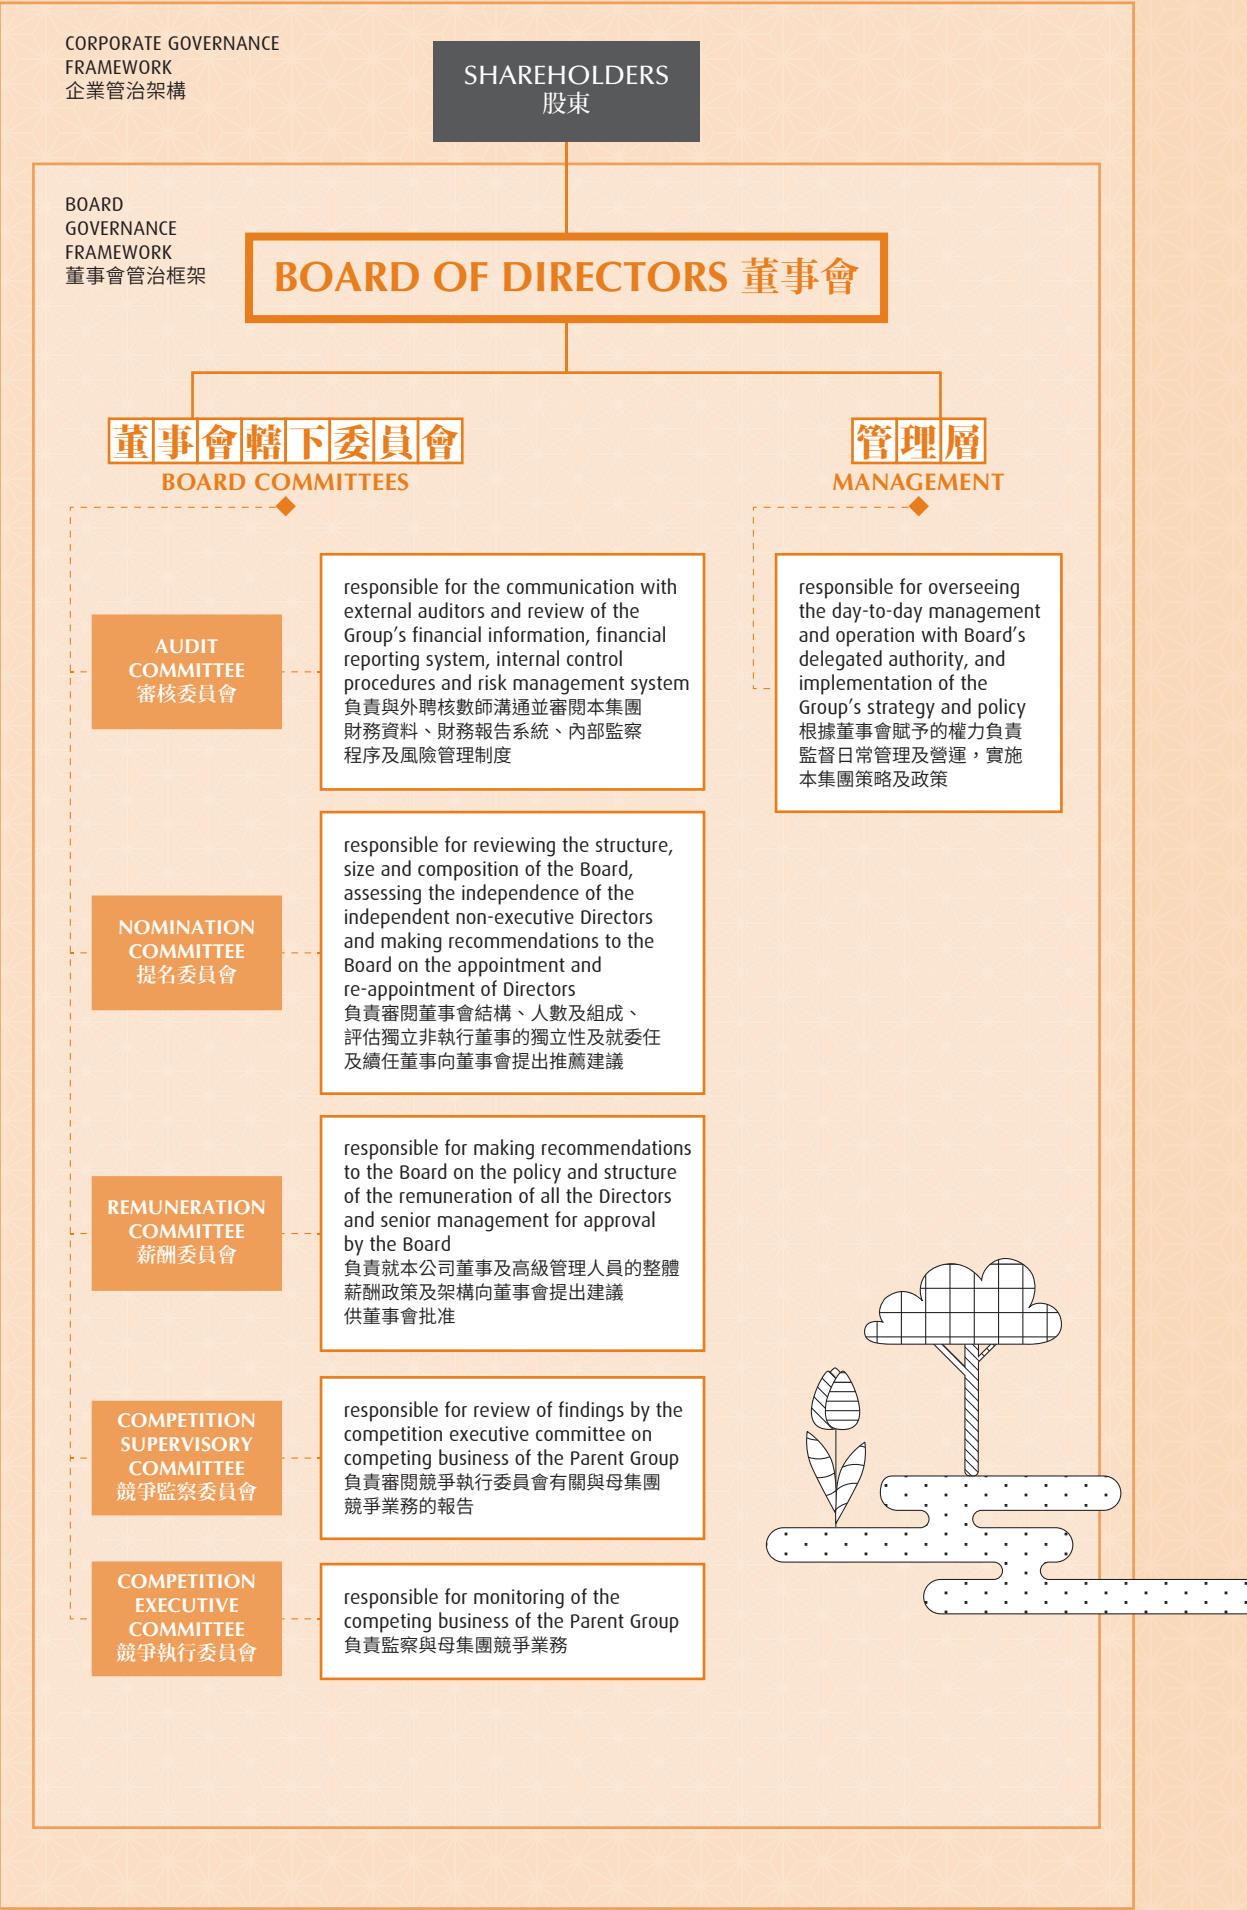 CORPORATE GOVERNANCE
FRAMEWORK
企業管治架構
SHAREHOLDERS
股東
BOARD
GOVERNANCE
FRAMEWORK
董事會管治框架
BOARD OF DIRECTORS 董事會
董事會轄下委員會
BOARD COMMITTEES
管理層
MANAGEMENT
AUDIT
COMMITTEE
審核委員會
responsible for the communication with
external auditors and review of the
Group’s financial information, financial
reporting system, internal control
procedures and risk management system
負責與外聘核數師溝通並審閱本集團
財務資料、財務報告系統、內部監察
程序及風險管理制度
responsible for overseeing
the day-to-day management
and operation with Board’s
delegated authority, and
implementation of the
Group’s strategy and policy
根據董事會賦予的權力負責
監督日常管理及營運，實施
本集團策略及政策
NOMINATION
COMMITTEE
提名委員會
responsible for reviewing the structure,
size and composition of the Board,
assessing the independence of the
independent non-executive Directors
and making recommendations to the
Board on the appointment and
re-appointment of Directors
負責審閱董事會結構、人數及組成、
評估獨立非執行董事的獨立性及就委任
及續任董事向董事會提出推薦建議
REMUNERATION
COMMITTEE
薪酬委員會
responsible for making recommendations
to the Board on the policy and structure
of the remuneration of all the Directors
and senior management for approval
by the Board
負責就本公司董事及高級管理人員的整體
薪酬政策及架構向董事會提出建議
供董事會批准
COMPETITION
SUPERVISORY
COMMITTEE
競爭監察委員會
responsible for review of findings by the
competition executive committee on
competing business of the Parent Group
負責審閱競爭執行委員會有關與母集團
競爭業務的報告
COMPETITION
EXECUTIVE
COMMITTEE
競爭執行委員會
responsible for monitoring of the
competing business of the Parent Group
負責監察與母集團競爭業務